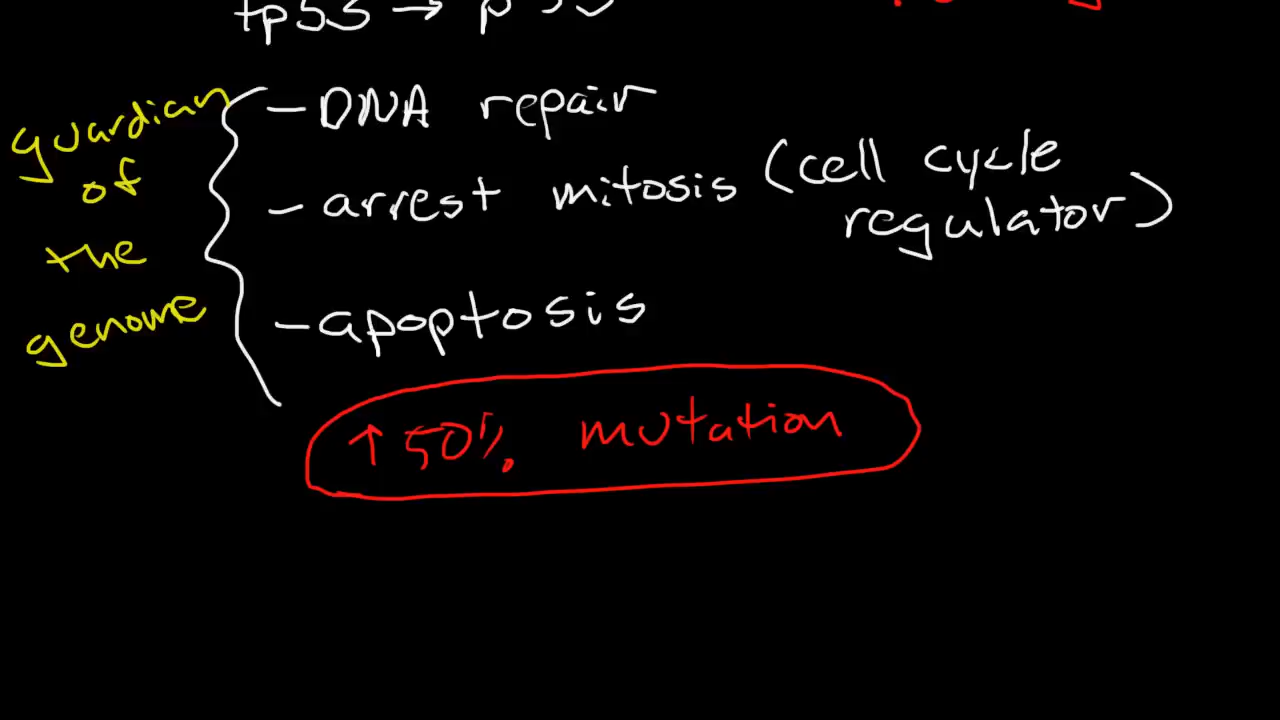 tp53 → p53
guardian
of
the
genome
- DNA repair
- arrest mitosis (cell cycle
regulator)
- apoptosis
↑ 50% mutation